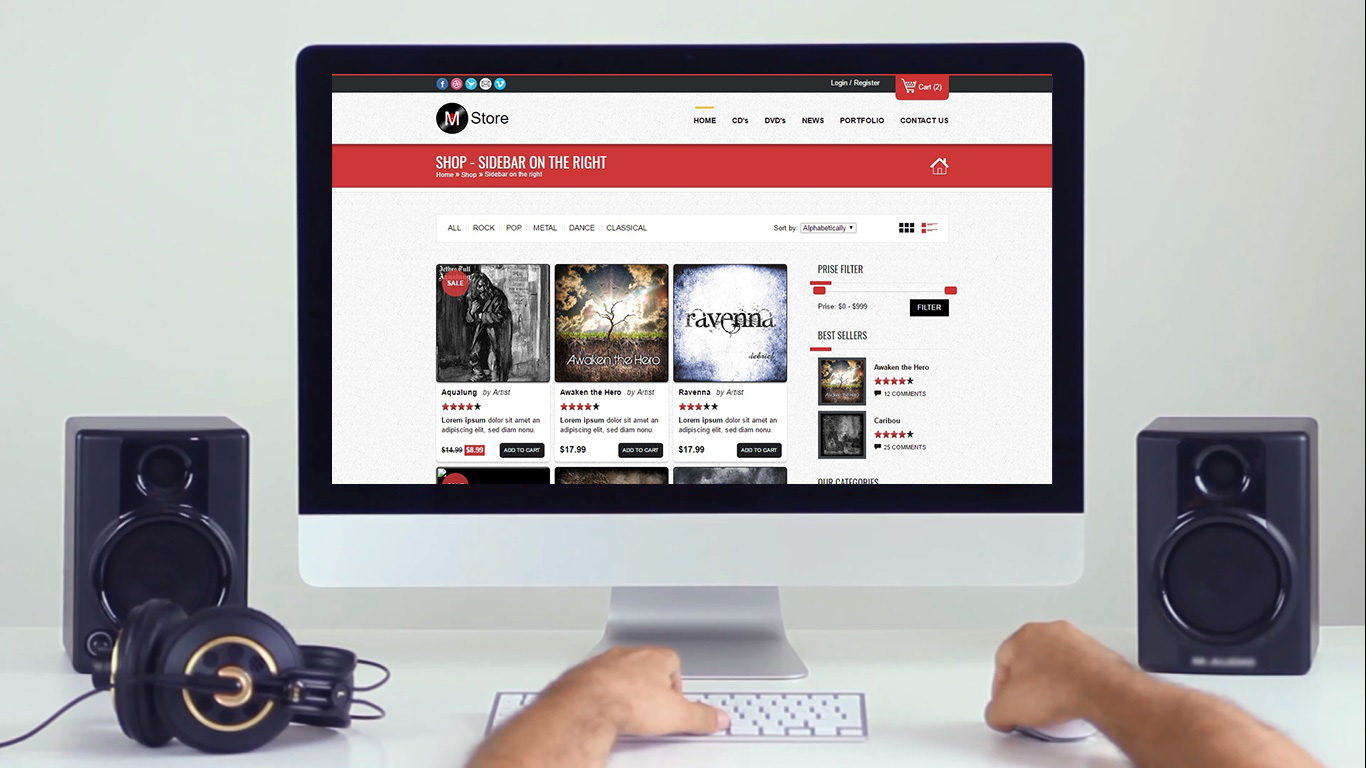 Login / Register
Cart (2)
M Store
HOME CD's DVD's NEWS PORTFOLIO CONTACT US
SHOP - SIDEBAR ON THE RIGHT
Home » Shop » Sidebar on the right
ALL ROCK POP METAL DANCE CLASSICAL
Sort by: Alphabetically
Jethro Tull
Aqualung
SALE
Awaken the Hero
ravenna
debrief
Aqualung by Artist
Lorem ipsum dolor sit amet an
adipiscing elit, sed diam nonu.
$14.99 $8.99 ADD TO CART
Awaken the Hero by Artist
Lorem ipsum dolor sit amet an
adipiscing elit, sed diam nonu.
$17.99 ADD TO CART
Ravenna by Artist
Lorem ipsum dolor sit amet an
adipiscing elit, sed diam nonu.
$17.99 ADD TO CART
PRISE FILTER
Prise: $0 - $999 FILTER
BEST SELLERS
Awaken the Hero
12 COMMENTS
Caribou
25 COMMENTS
OUR CATEGORIES
M-AUDIO